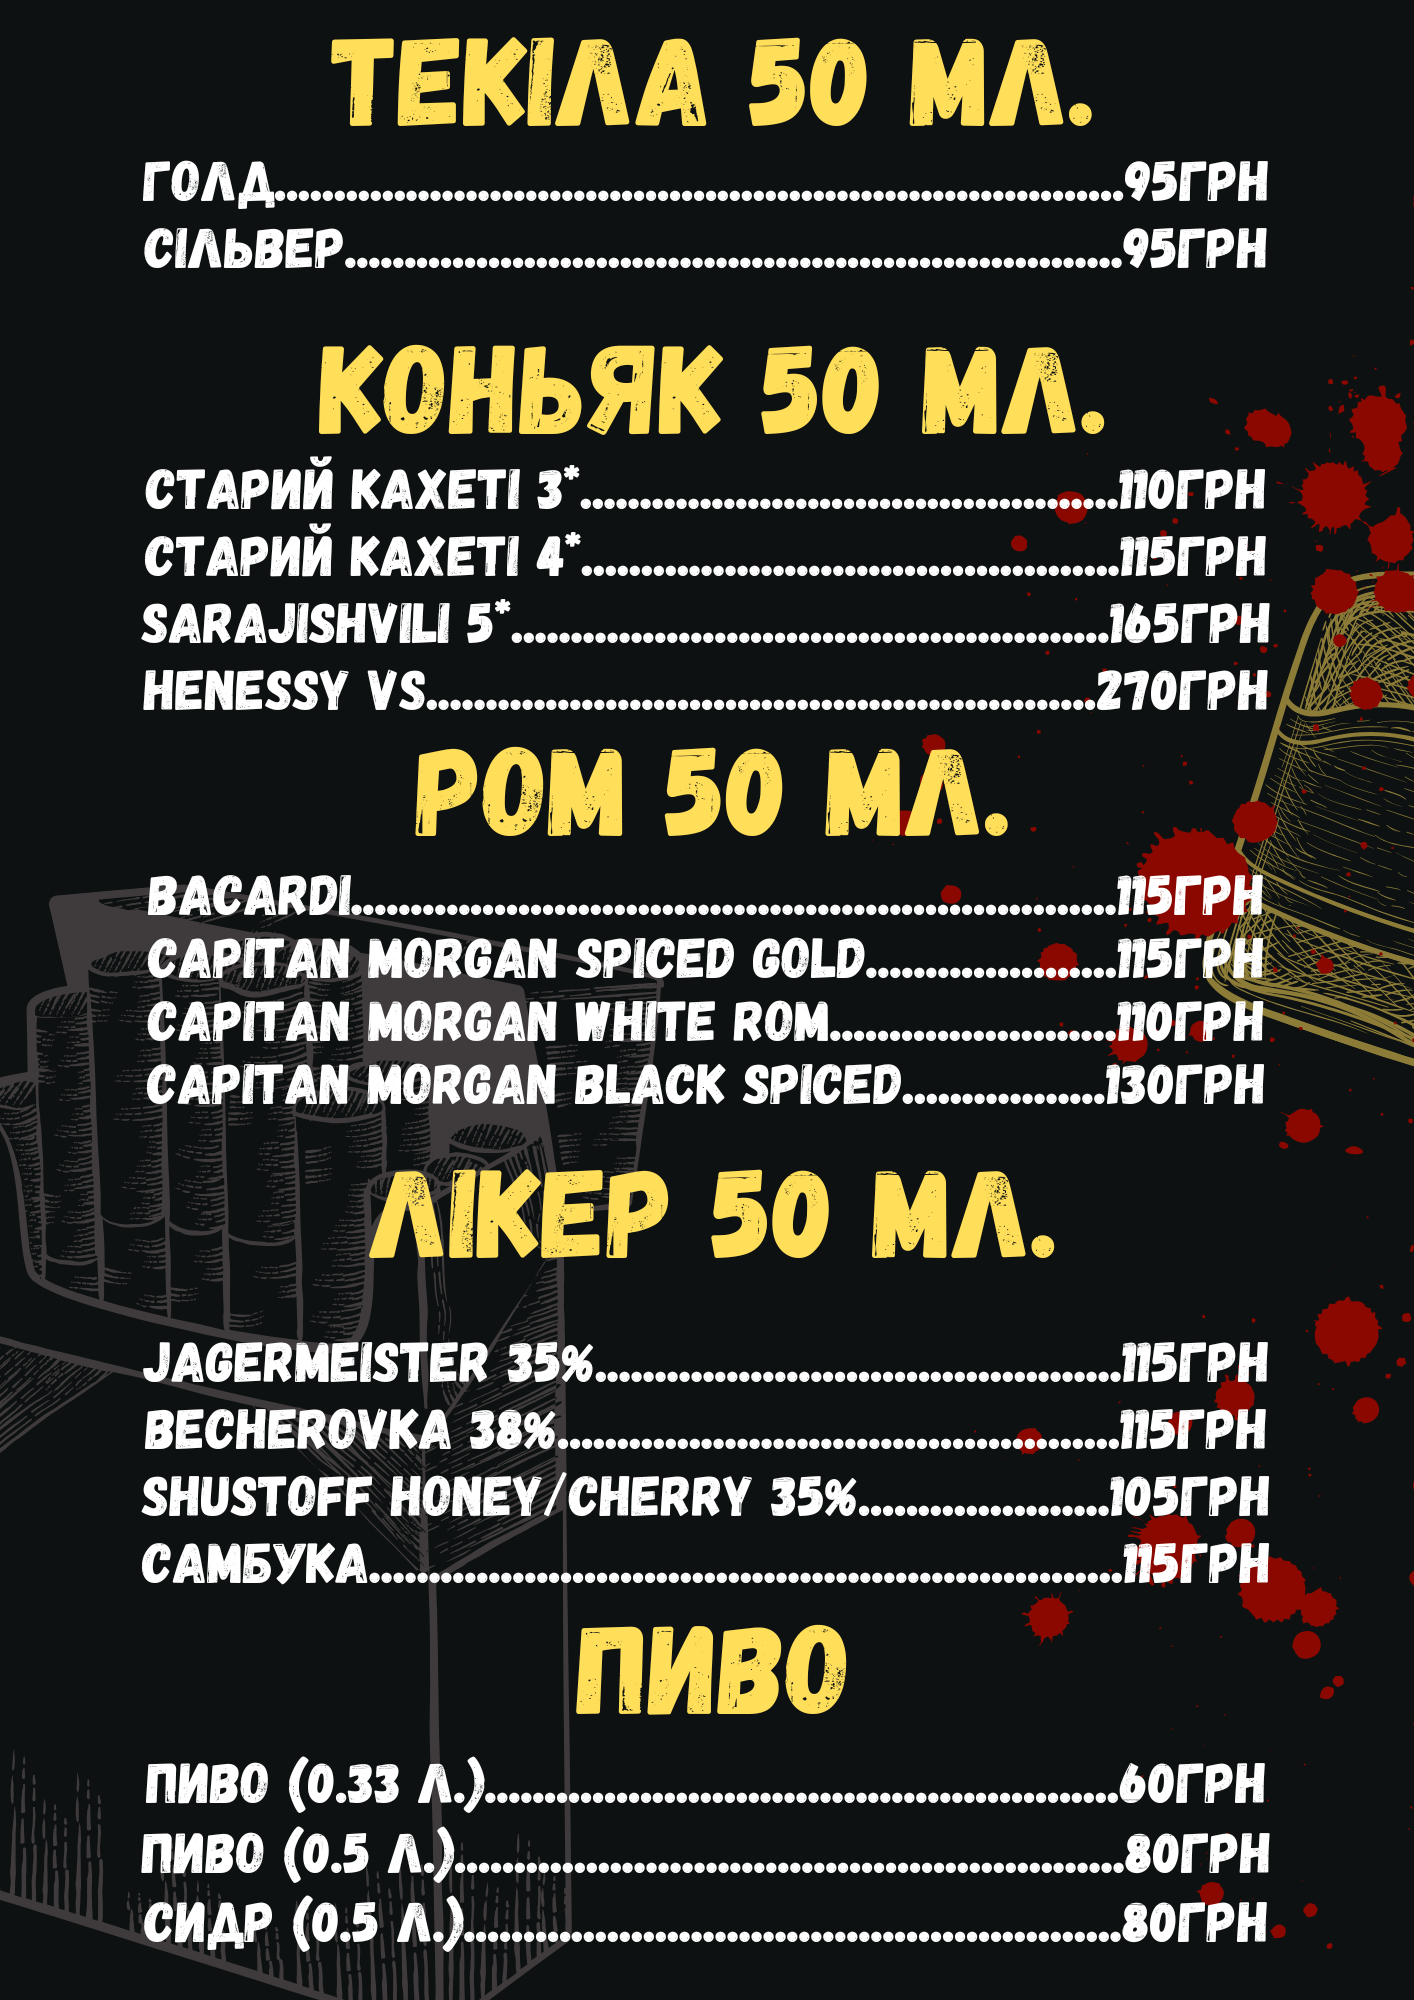 ТЕКІЛА 50 МЛ.
ГОЛД......................................................................95ГРН
СІЛЬВЕР................................................................95ГРН
КОНЬЯК 50 МЛ.
СТАРИЙ КАХЕТІ 3*.............................................110ГРН
СТАРИЙ КАХЕТІ 4*.............................................115ГРН
SARAJISHVILI 5*..................................................165ГРН
HENESSY VS........................................................270ГРН
РОМ 50 МЛ.
BACARDI................................................................115ГРН
CAPITAN MORGAN SPICED GOLD.....................115ГРН
CAPITAN MORGAN WHITE ROM........................110ГРН
CAPITAN MORGAN BLACK SPICED.................130ГРН
ЛІКЕР 50 МЛ.
JAGERMEISTER 35%............................................115ГРН
BECHEROVKA 38%...............................................115ГРН
SHUSTOFF HONEY/CHERRY 35%.....................105ГРН
САМБУКА...............................................................115ГРН
ПИВО
ПИВО (0.33 Л.).....................................................60ГРН
ПИВО (0.5 Л.)........................................................80ГРН
СИДР (0.5 Л.).......................................................80ГРН